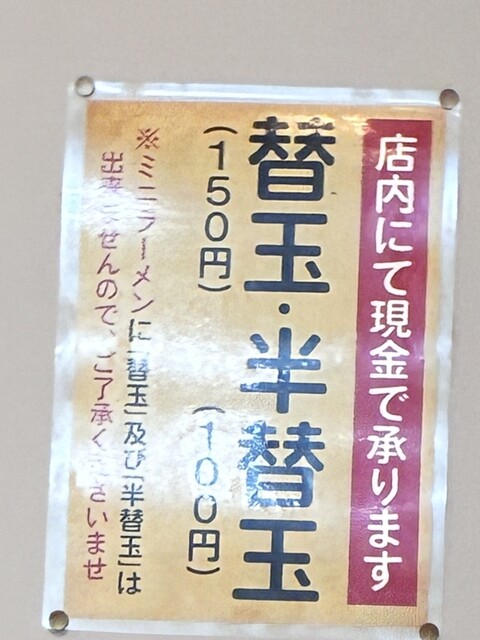 店内にて現金で承ります
替玉・半替玉
(150円)
(100円)
※ミニラーメンに「替玉」及び「半替玉」は
出来ませんので、ご了承くださいませ